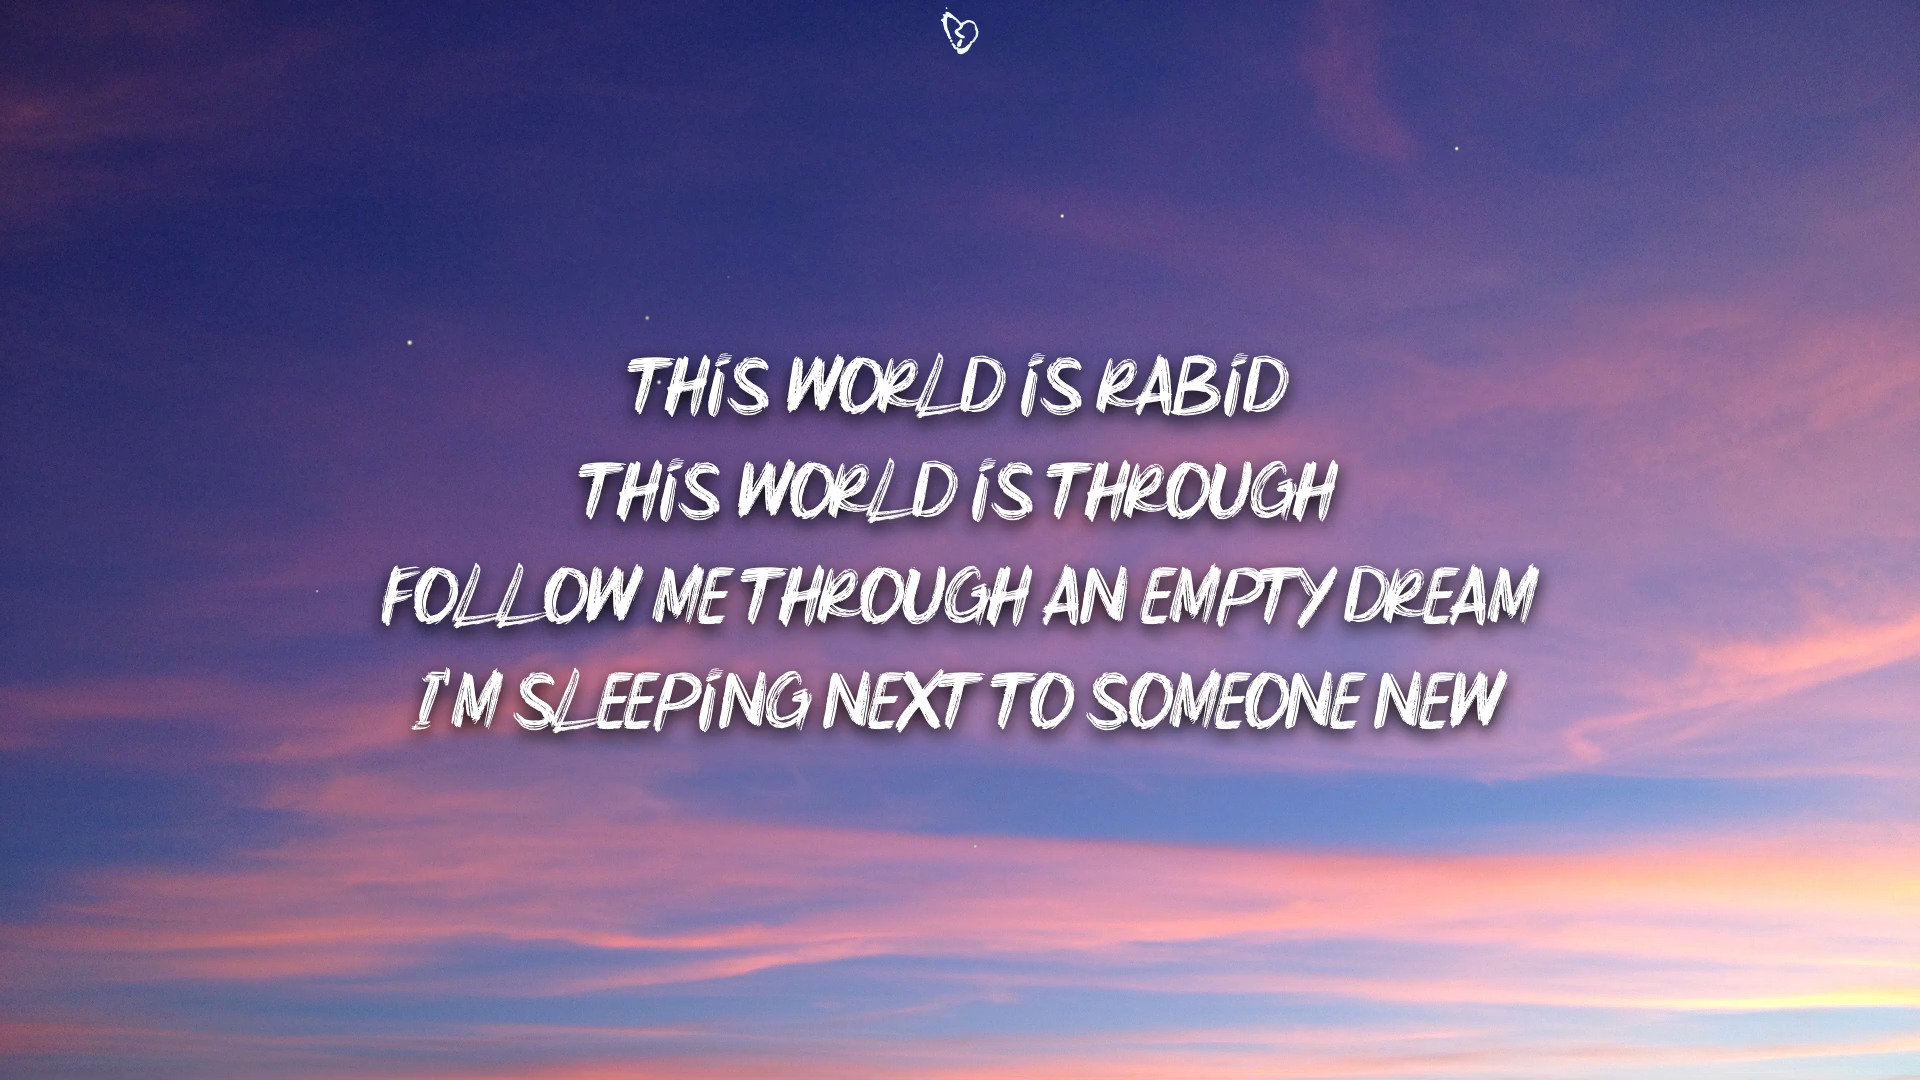 THIS WORLD IS RABID
THIS WORLD IS THROUGH
FOLLOW ME THROUGH AN EMPTY DREAM
I'M SLEEPING NEXT TO SOMEONE NEW